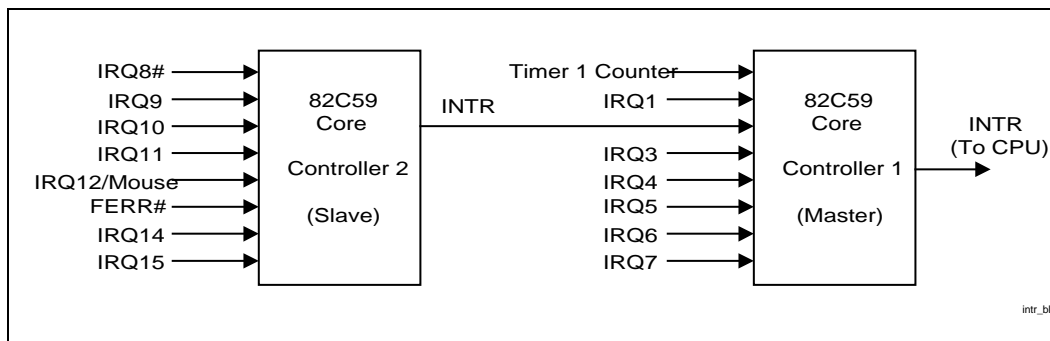 IRQ8#
IRQ9
IRQ10
IRQ11
IRQ12/Mouse
FERR#
IRQ14
IRQ15
82C59
Core
Controller 2
(Slave)
INTR
Timer 1 Counter
IRQ1
IRQ3
IRQ4
IRQ5
IRQ6
IRQ7
82C59
Core
Controller 1
(Master)
INTR
(To CPU)